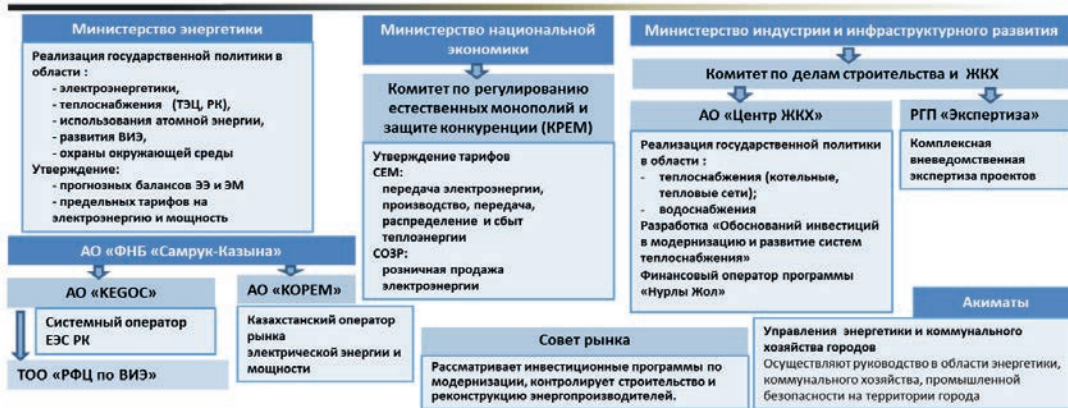 Министерство энергетики
Реализация государственной политики в
области :
- электроэнергетики,
- теплоснабжения (ТЭЦ, РК),
- использования атомной энергии,
- развития ВИЭ,
- охраны окружающей среды
Утверждение:
- прогнозных балансов ЭЭ и ЭМ
- предельных тарифов на
электроэнергию и мощность
АО «ФНБ «Самрук-Казына»
АО «KEGOC»
Системный оператор
ЕЭС РК
ТОО «РФЦ по ВИЭ»
АО «КОРЕМ»
Казахстанский оператор
рынка
электрической энергии и
мощности
Министерство национальной
экономики
Комитет по регулированию
естественных монополий и
защите конкуренции (КРЕМ)
Утверждение тарифов
СЕМ:
передача электроэнергии,
производство, передача,
распределение и сбыт
теплоэнергии
СОЗР:
розничная продажа
электроэнергии
Министерство индустрии и инфраструктурного развития
Комитет по делам строительства и ЖКХ
АО «Центр ЖКХ»
Реализация государственной политики
в области :
- теплоснабжения (котельные,
тепловые сети);
- водоснабжения
Разработка «Обоснований инвестиций
в модернизацию и развитие систем
теплоснабжения»
Финансовый оператор программы
«Нурлы Жол»
РГП «Экспертиза»
Комплексная
вневедомственная
экспертиза проектов
Совет рынка
Рассматривает инвестиционные программы по
модернизации, контролирует строительство и
реконструкцию энергопроизводителей.
Акиматы
Управления энергетики и коммунального
хозяйства городов
Осуществляют руководство в области энергетики,
коммунального хозяйства, промышленной
безопасности на территории города